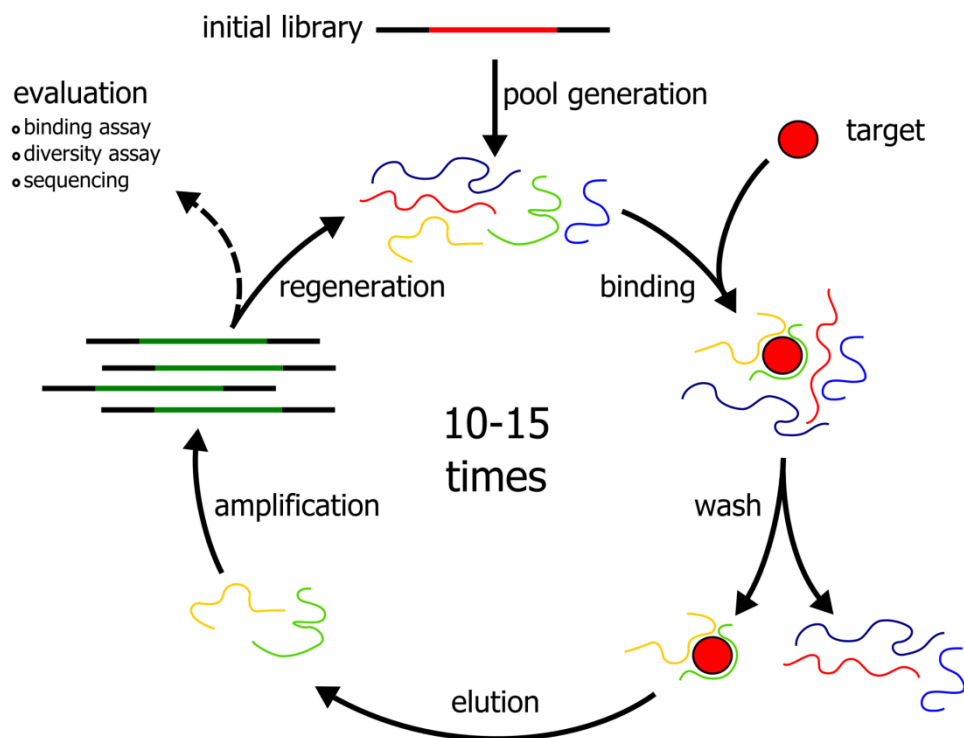 initial library
pool generation
evaluation
binding assay
diversity assay
sequencing
target
regeneration
binding
10-15
times
amplification
wash
elution